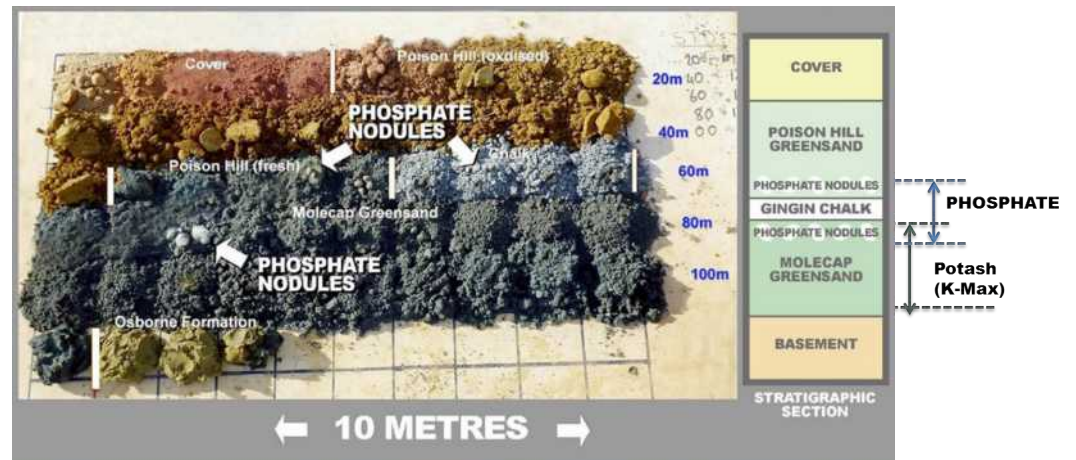 Cover
Poison Hill (oxdised)
20m
PHOSPHATE
NODULES
40m
Poison Hill (fresh)
Chalk
60m
Molecap Greensand
80m
PHOSPHATE
NODULES
100m
Osborne Formation
10 METRES
COVER
POISON HILL
GREENSAND
PHOSPHATE NODULES
GINGIN CHALK
PHOSPHATE NODULES
MOLECAP
GREENSAND
BASEMENT
STRATIGRAPHIC
SECTION
PHOSPHATE
Potash
(K-Max)